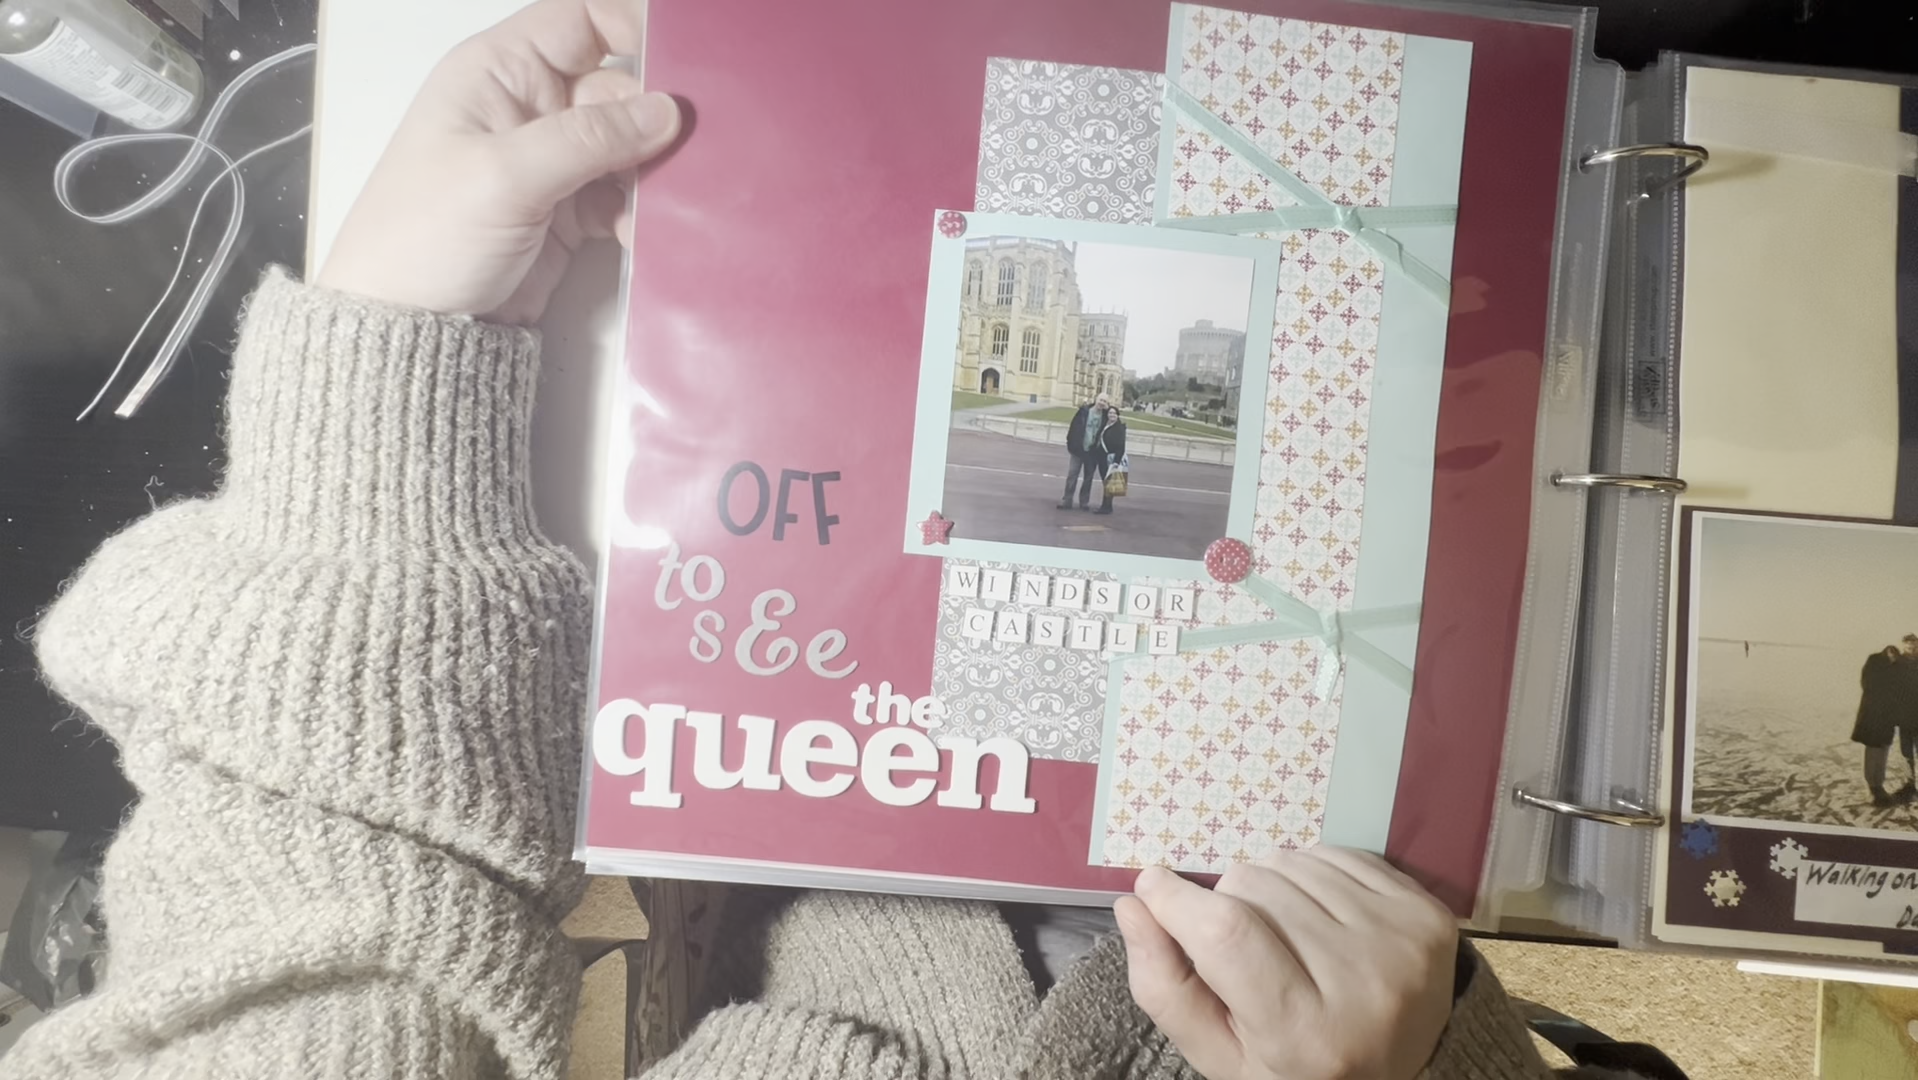 OFF
to
sEe
the
queen
WINDSOR
CASTLE
Walking on